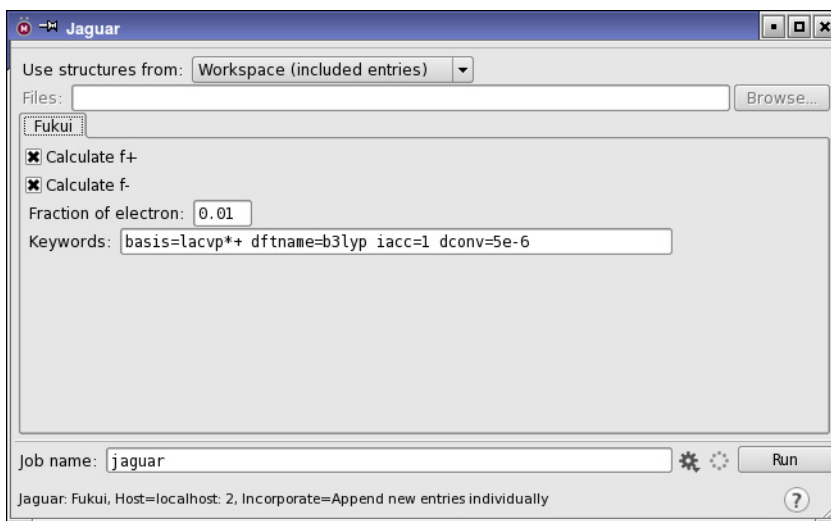 Jaguar
Use structures from: Workspace (included entries)
Files: Browse...
Fukui
Calculate f+
Calculate f-
Fraction of electron: 0.01
Keywords: basis=lacvp*+ dftname=b3lyp iacc=1 dconv=5e-6
Job name: jaguar Run
Jaguar: Fukui, Host=localhost: 2, Incorporate=Append new entries individually ?